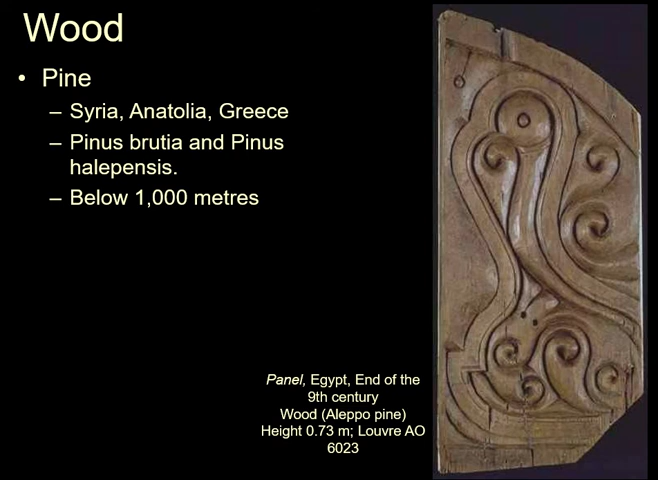 Wood
• Pine
– Syria, Anatolia, Greece
– Pinus brutia and Pinus
halepensis.
– Below 1,000 metres
Panel, Egypt, End of the
9th century
Wood (Aleppo pine)
Height 0.73 m; Louvre AO
6023